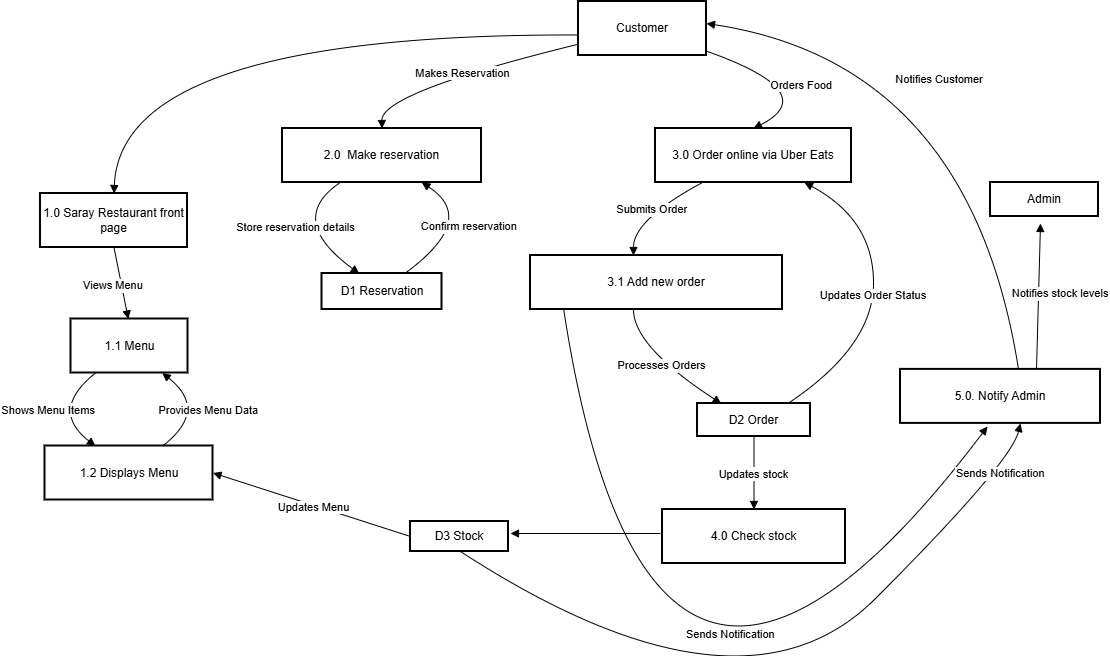 Customer
Makes Reservation
Notifies Customer
Orders Food
2.0  Make reservation
3.0 Order online via Uber Eats
Admin
1.0 Saray Restaurant front
page
Submits Order
Store reservation details
Confirm reservation
3.1 Add new order
Views Menu
D1 Reservation
Updates Order Status
Notifies stock levels
1.1 Menu
Processes Orders
5.0. Notify Admin
Shows Menu Items
Provides Menu Data
D2 Order
1.2 Displays Menu
Updates stock
Sends Notification
Updates Menu
D3 Stock
4.0 Check stock
Sends Notification